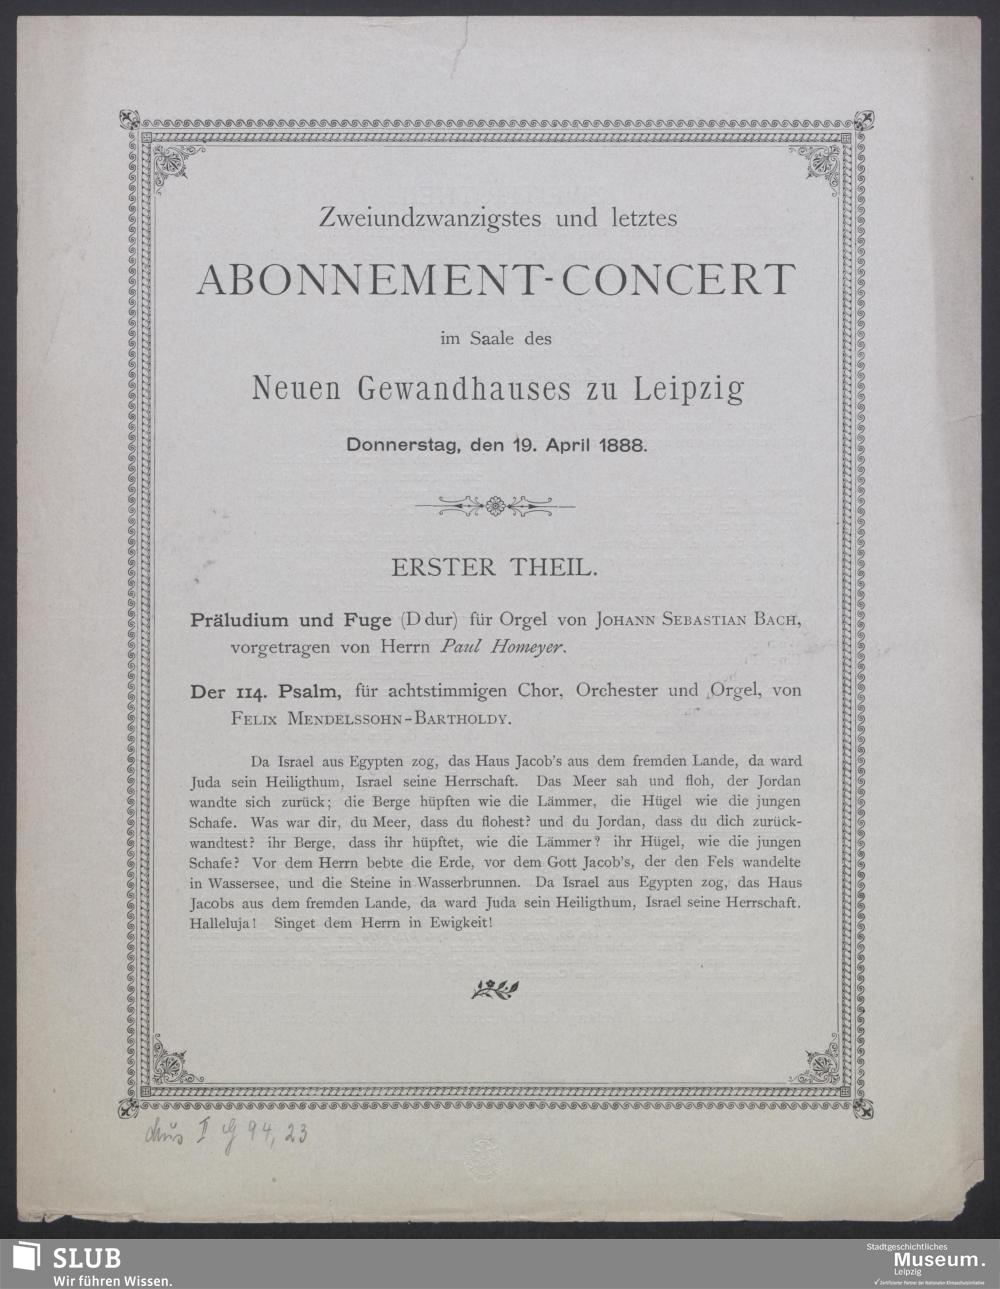 Zweiundzwanzigstes und letztes
ABONNEMENT-CONCERT
im Saale des
Neuen Gewandhauses zu Leipzig
Donnerstag, den 19. April 1888.
ERSTER THEIL.
Präludium und Fuge (D dur) für Orgel von JOHANN SEBASTIAN BACH,
vorgetragen von Herrn Paul Homeyer.
Der 114. Psalm, für achtstimmigen Chor, Orchester und Orgel, von
FELIX MENDELSSOHN-BARTHOLDY.
Da Israel aus Egypten zog, das Haus Jacob's aus dem fremden Lande, da ward
Juda sein Heiligthum, Israel seine Herrschaft. Das Meer sah und floh, der Jordan
wandte sich zurück; die Berge hüpften wie die Lämmer, die Hügel wie die jungen
Schafe. Was war dir, du Meer, dass du flohest? und du Jordan, dass du dich zurück-
wandtest? ihr Berge, dass ihr hüpftet, wie die Lämmer? ihr Hügel, wie die jungen
Schafe? Vor dem Herrn bebte die Erde, vor dem Gott Jacob's, der den Fels wandelte
in Wassersee, und die Steine in Wasserbrunnen. Da Israel aus Egypten zog, das Haus
Jacobs aus dem fremden Lande, da ward Juda sein Heiligthum, Israel seine Herrschaft.
Halleluja! Singet dem Herrn in Ewigkeit!
Mus II G 94, 23
SLUB
Wir führen Wissen.
Stadtgeschichtliches
Museum.
Leipzig
Zertifizierter Partner der Nationalen Klimaschutzinitiative